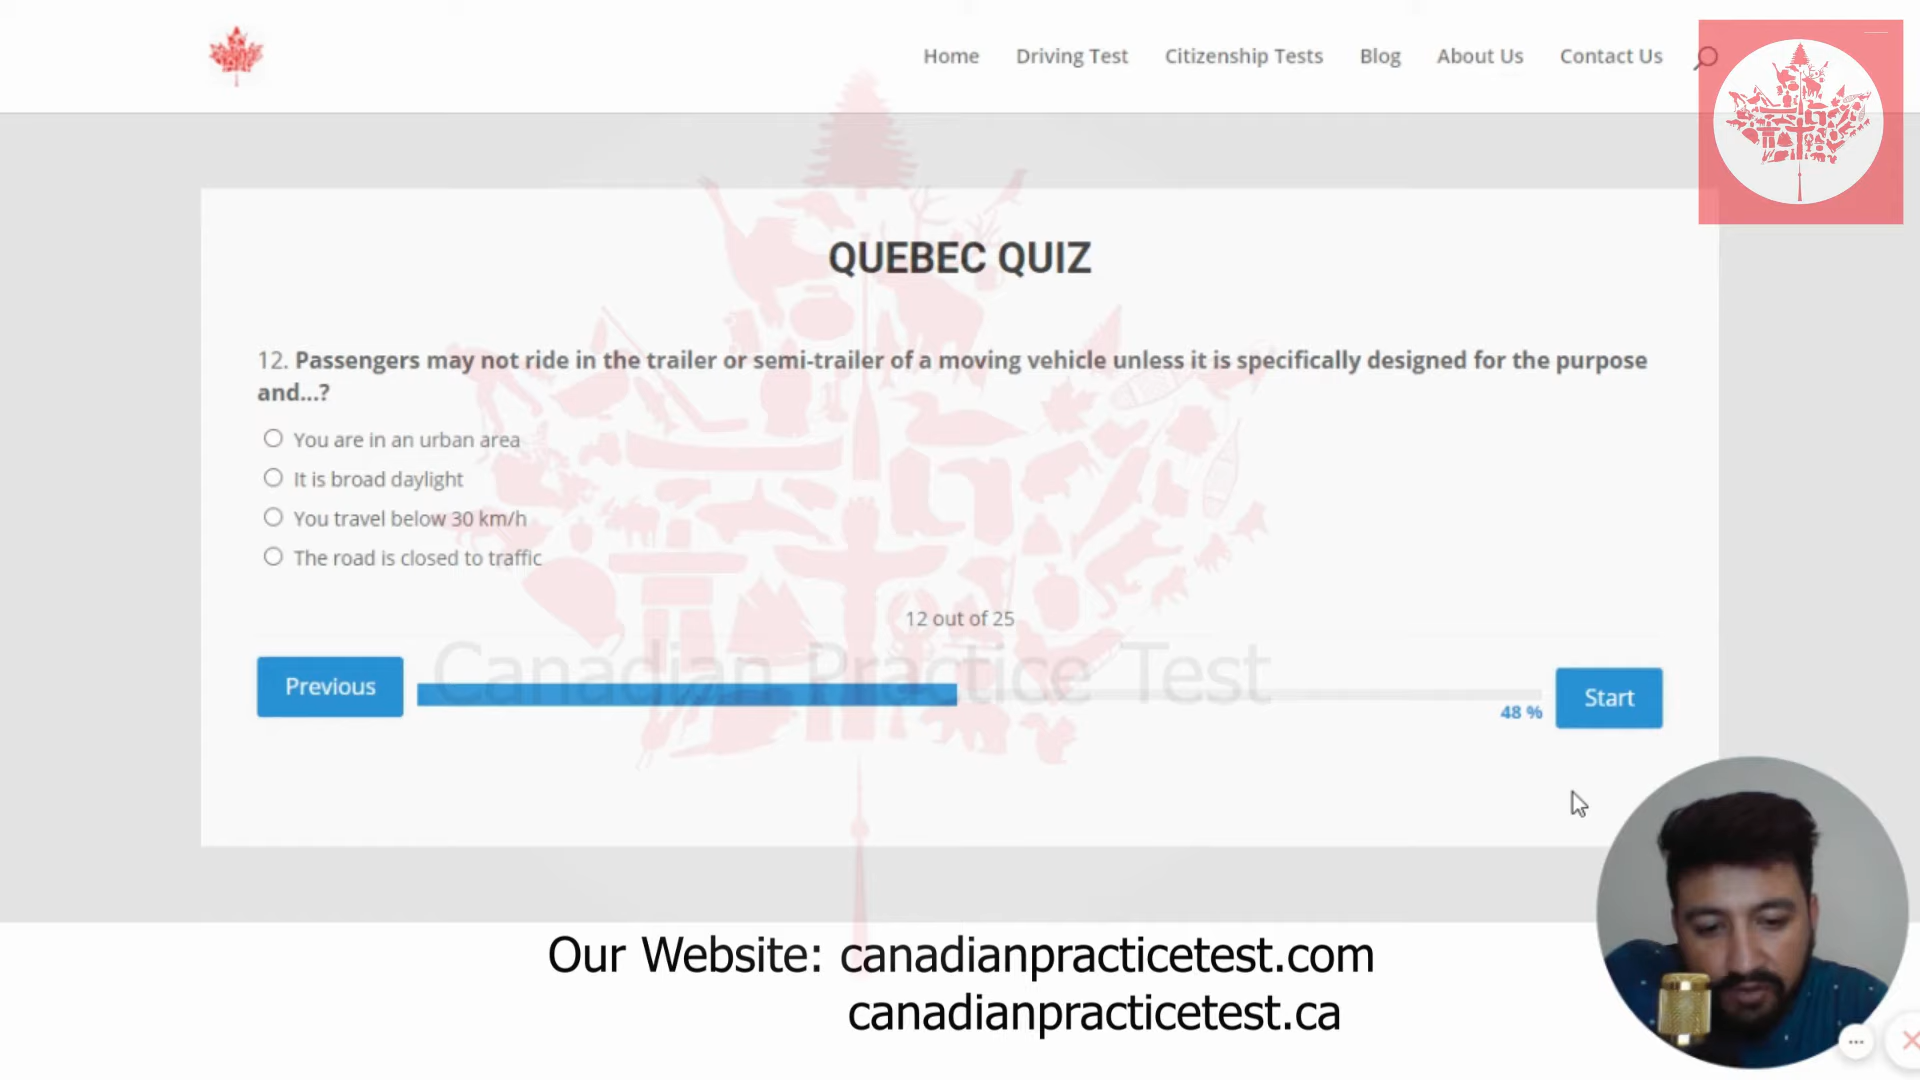 Home Driving Test Citizenship Tests Blog About Us Contact Us
QUEBEC QUIZ
12. Passengers may not ride in the trailer or semi-trailer of a moving vehicle unless it is specifically designed for the purpose
and...?
You are in an urban area
It is broad daylight
You travel below 30 km/h
The road is closed to traffic
12 out of 25
Canadian Practice Test
Previous
48 %
Start
Our Website: canadianpracticetest.com
canadianpracticetest.ca